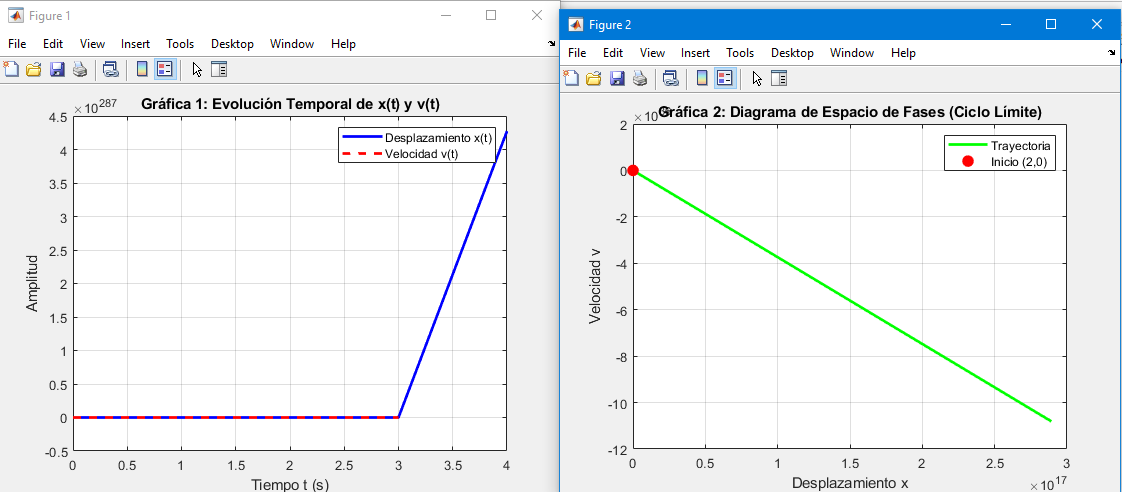 Figure 1
File Edit View Insert Tools Desktop Window Help
×10^287
Gráfica 1: Evolución Temporal de x(t) y v(t)
Desplazamiento x(t)
Velocidad v(t)
4.5
4
3.5
3
2.5
2
1.5
1
0.5
0
-0.5
Amplitud
0 0.5 1 1.5 2 2.5 3 3.5 4
Tiempo t (s)
Figure 2
File Edit View Insert Tools Desktop Window Help
Gráfica 2: Diagrama de Espacio de Fases (Ciclo Límite)
Trayectoria
Inicio (2,0)
2
0
-2
-4
-6
-8
-10
-12
Velocidad v
0 0.5 1 1.5 2 2.5 3
Desplazamiento x
×10^17